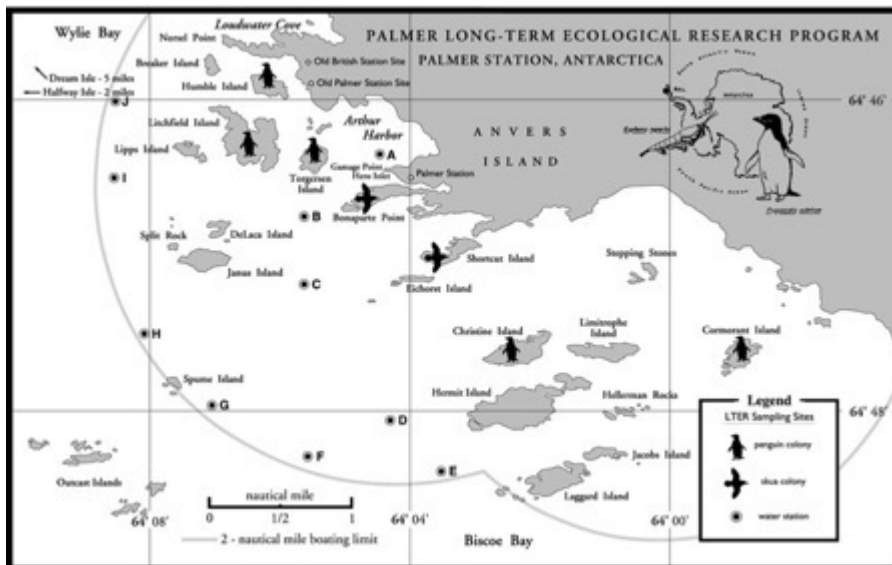 PALMER LONG-TERM ECOLOGICAL RESEARCH PROGRAM
PALMER STATION, ANTARCTICA
Wylie Bay
Loudwater Cove
Norsel Point
Breaker Island
Old British Station Site
Dream Isle - 5 miles
Humble Island
Old Palmer Station Site
Halfway Isle - 2 miles
J
64° 46'
Litchfield Island
Arthur
Harbor
ANVERS
ISLAND
Lipps Island
A
Gamage Point
Hero Inlet
Palmer Station
I
Torgersen
Island
Bonaparte Point
B
Split Rock
DeLaca Island
Janus Island
Shortcut Island
Stepping Stones
C
Eichorst Island
H
Christine Island
Limitrophe
Island
Cormorant Island
Spume Island
Hermit Island
G
D
Hellerman Rocks
64° 48'
F
E
Jacobs Island
Outcast Islands
Laggard Island
nautical mile
0
1/2
1
64° 08'
64° 04'
64° 00'
2 - nautical mile boating limit
Biscoe Bay
antarctica
South Pacific Ocean
Legend
LTER Sampling Sites
penguin colony
skua colony
water station